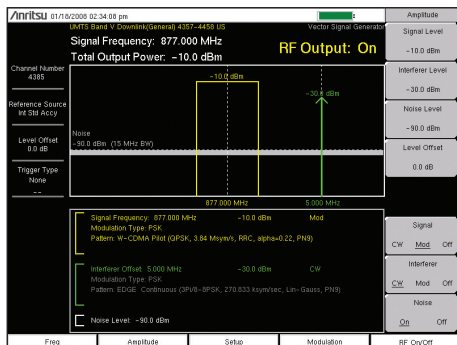 Anritsu 01/16/2008 02:34:08 pm
UMTS Band V Downlink(General) 4357-4458 US
Vector Signal Generator
Signal Frequency: 877.000 MHz
Total Output Power: -10.0 dBm
RF Output: On
Channel Number
4385
Reference Source
Int Std Accy
Level Offset
0.0 dB
Trigger Type
None
--
-10.0 dBm
-30.0 dBm
Noise
-90.0 dBm (15 MHz BW)
877.000 MHz
5.000 MHz
Signal Frequency: 877.000 MHz -10.0 dBm Mod
Modulation Type: PSK
Pattern: W-CDMA Pilot (QPSK, 3.84 Msym/s, RRC, alpha=0.22, PN9)
Interferer Offset: 5.000 MHz -30.0 dBm CW
Modulation Type: PSK
Pattern: EDGE Continuous (3Pi/8-8PSK, 270.833 ksym/sec, Lin-Gauss, PN9)
Noise Level: -90.0 dBm
Amplitude
Signal Level
-10.0 dBm
Interferer Level
-30.0 dBm
Noise Level
-90.0 dBm
Level Offset
0.0 dB
Signal
CW Mod Off
Interferer
CW Mod Off
Noise
On Off
Freq Amplitude Setup Modulation RF On/Off